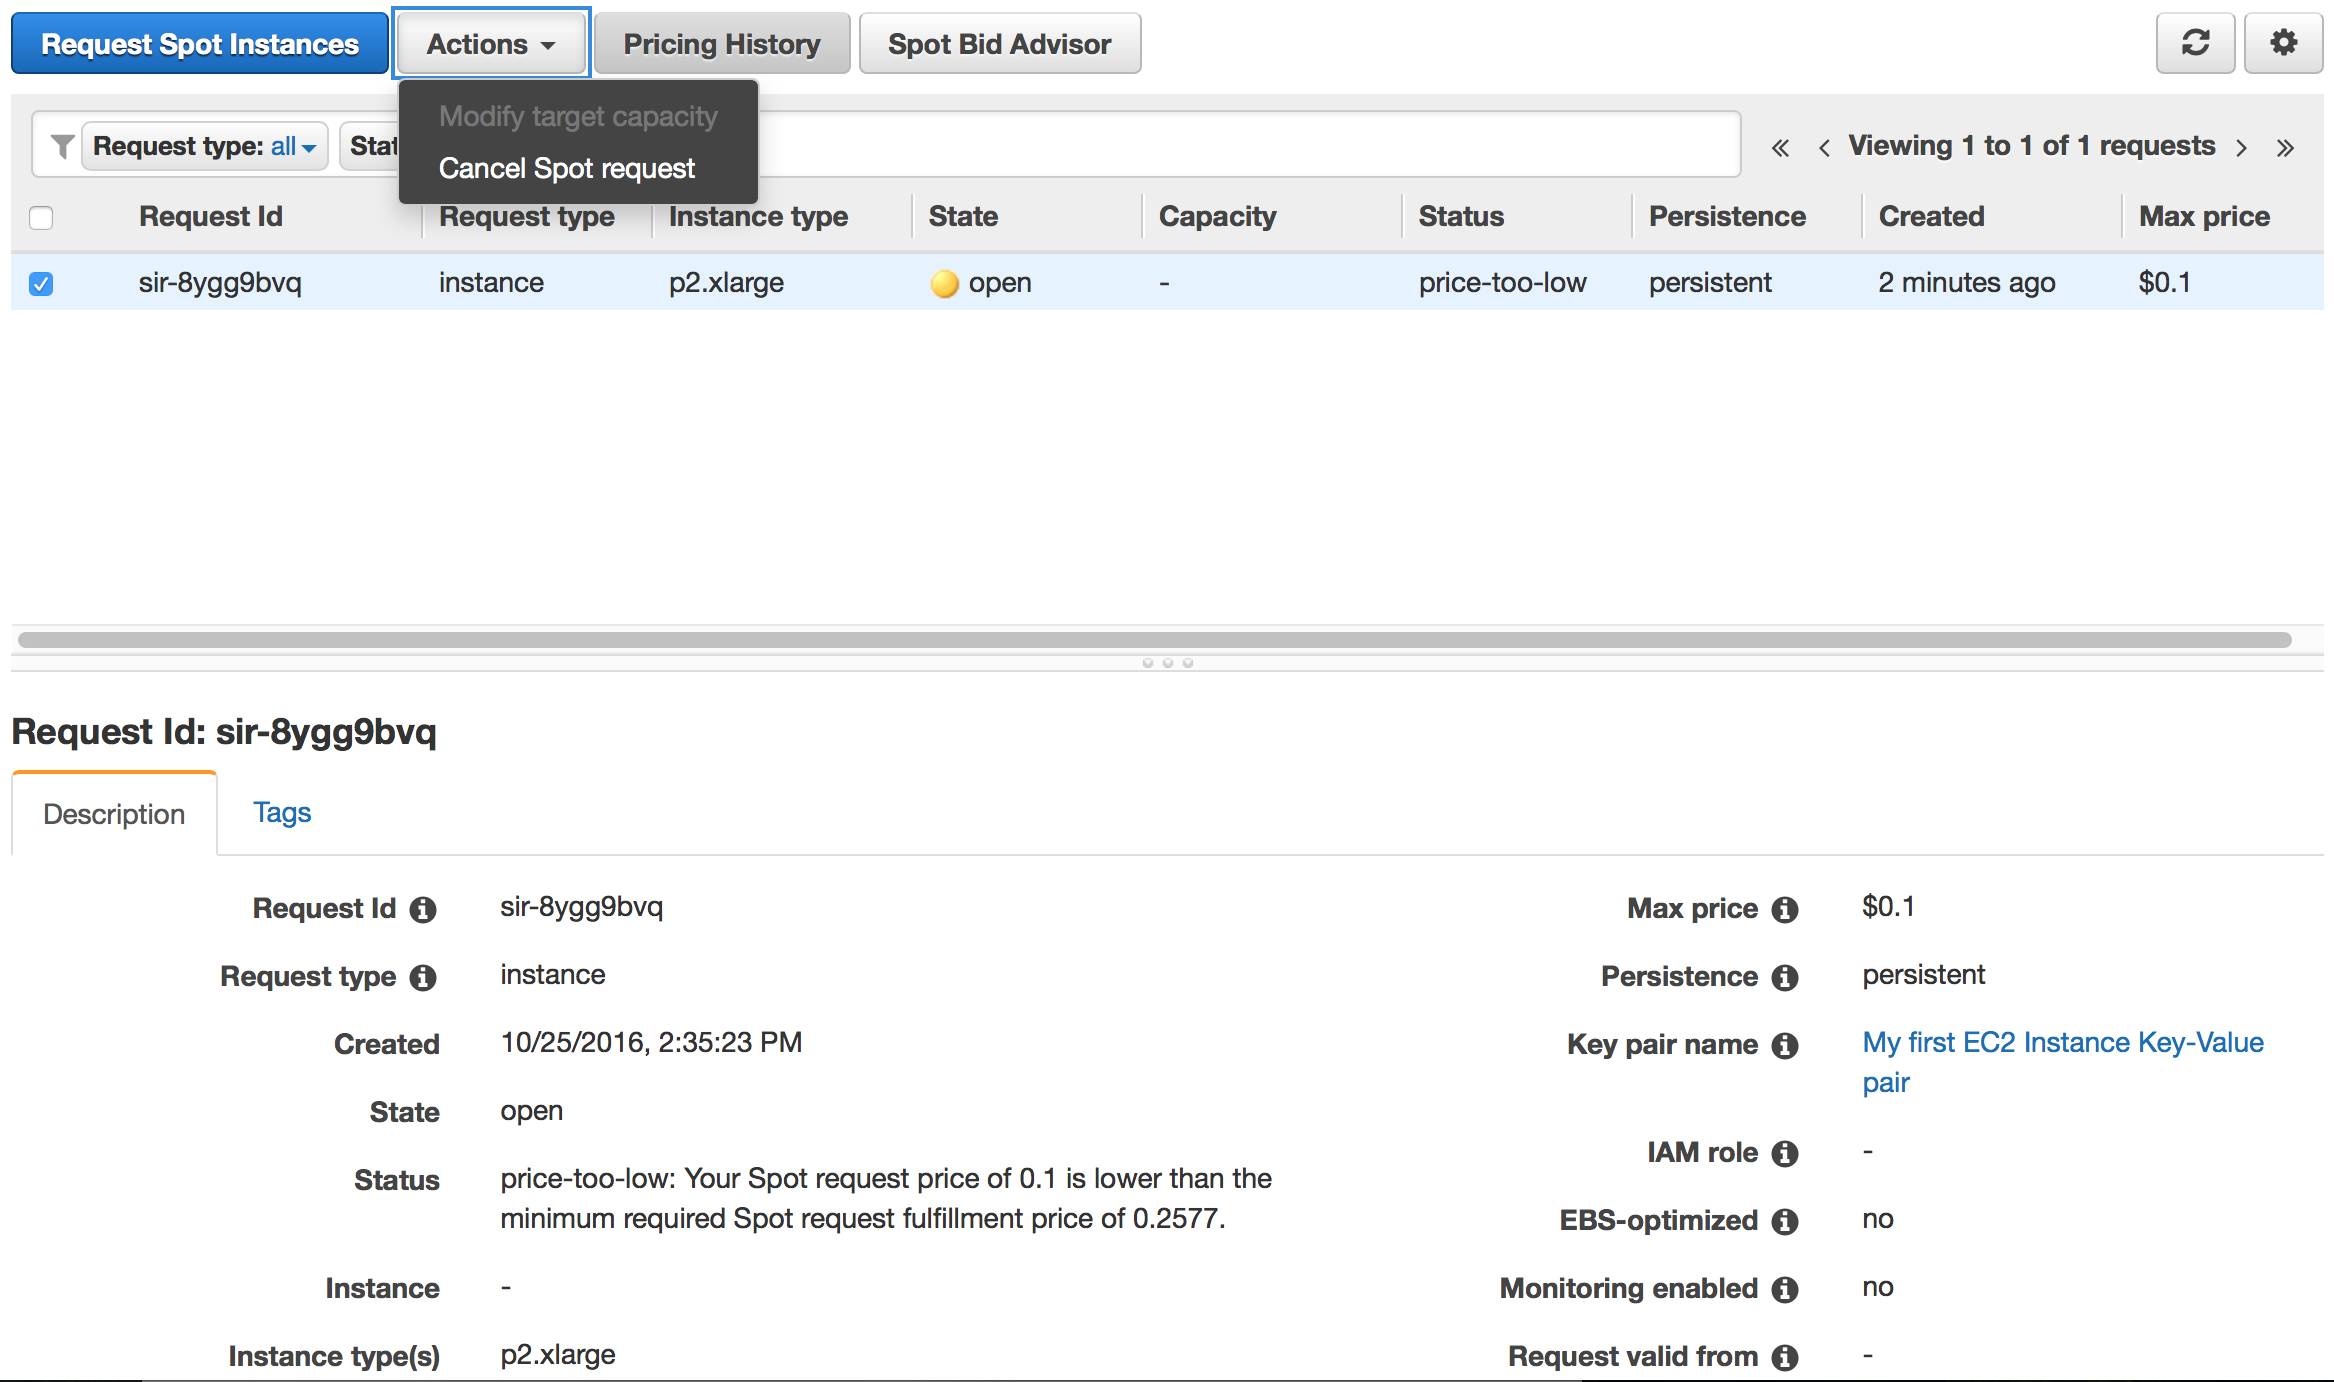 Request Spot Instances Actions Pricing History Spot Bid Advisor
Modify target capacity
Cancel Spot request
Request type: all Stat
Viewing 1 to 1 of 1 requests
Request Id Request type Instance type State Capacity Status Persistence Created Max price
sir-8ygg9bvq instance p2.xlarge open - price-too-low persistent 2 minutes ago $0.1
Request Id: sir-8ygg9bvq
Description Tags
Request Id sir-8ygg9bvq
Request type instance
Created 10/25/2016, 2:35:23 PM
State open
Status price-too-low: Your Spot request price of 0.1 is lower than the
minimum required Spot request fulfillment price of 0.2577.
Instance -
Instance type(s) p2.xlarge
Max price $0.1
Persistence persistent
Key pair name My first EC2 Instance Key-Value
pair
IAM role -
EBS-optimized no
Monitoring enabled no
Request valid from -